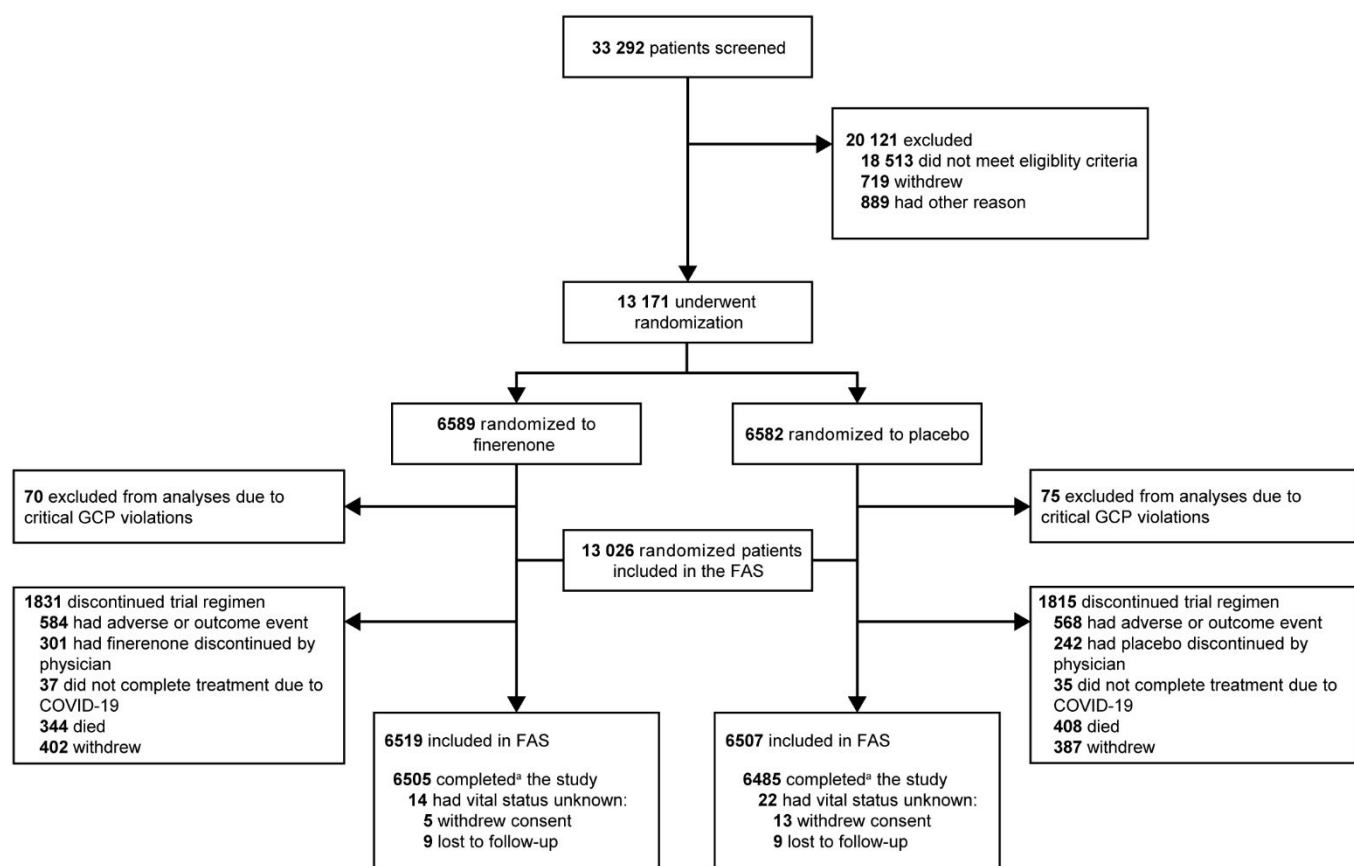 33 292 patients screened
20 121 excluded
18 513 did not meet eligiblity criteria
719 withdrew
889 had other reason
13 171 underwent
randomization
6589 randomized to
finerenone
6582 randomized to placebo
70 excluded from analyses due to
critical GCP violations
75 excluded from analyses due to
critical GCP violations
13 026 randomized patients
included in the FAS
1831 discontinued trial regimen
584 had adverse or outcome event
301 had finerenone discontinued by
physician
37 did not complete treatment due to
COVID-19
344 died
402 withdrew
1815 discontinued trial regimen
568 had adverse or outcome event
242 had placebo discontinued by
physician
35 did not complete treatment due to
COVID-19
408 died
387 withdrew
6519 included in FAS
6505 completedᵃ the study
14 had vital status unknown:
5 withdrew consent
9 lost to follow-up
6507 included in FAS
6485 completedᵃ the study
22 had vital status unknown:
13 withdrew consent
9 lost to follow-up